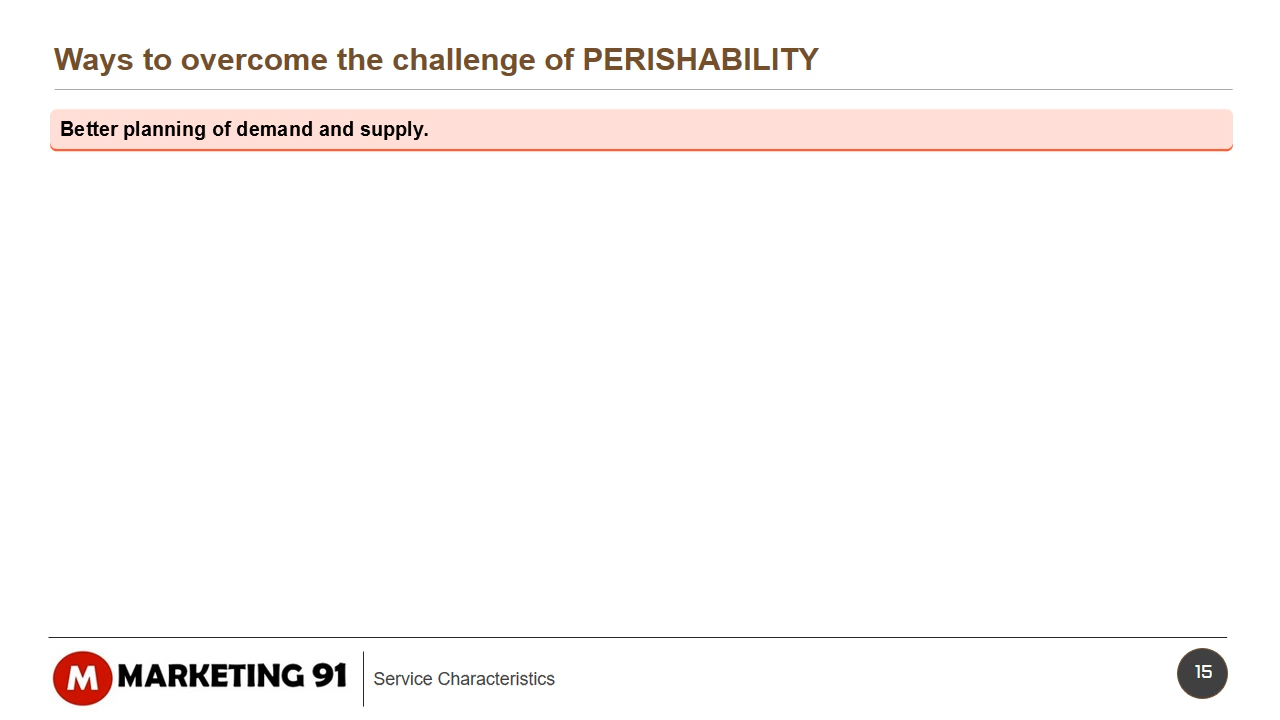 Ways to overcome the challenge of PERISHABILITY
Better planning of demand and supply.
M MARKETING 91
Service Characteristics
15